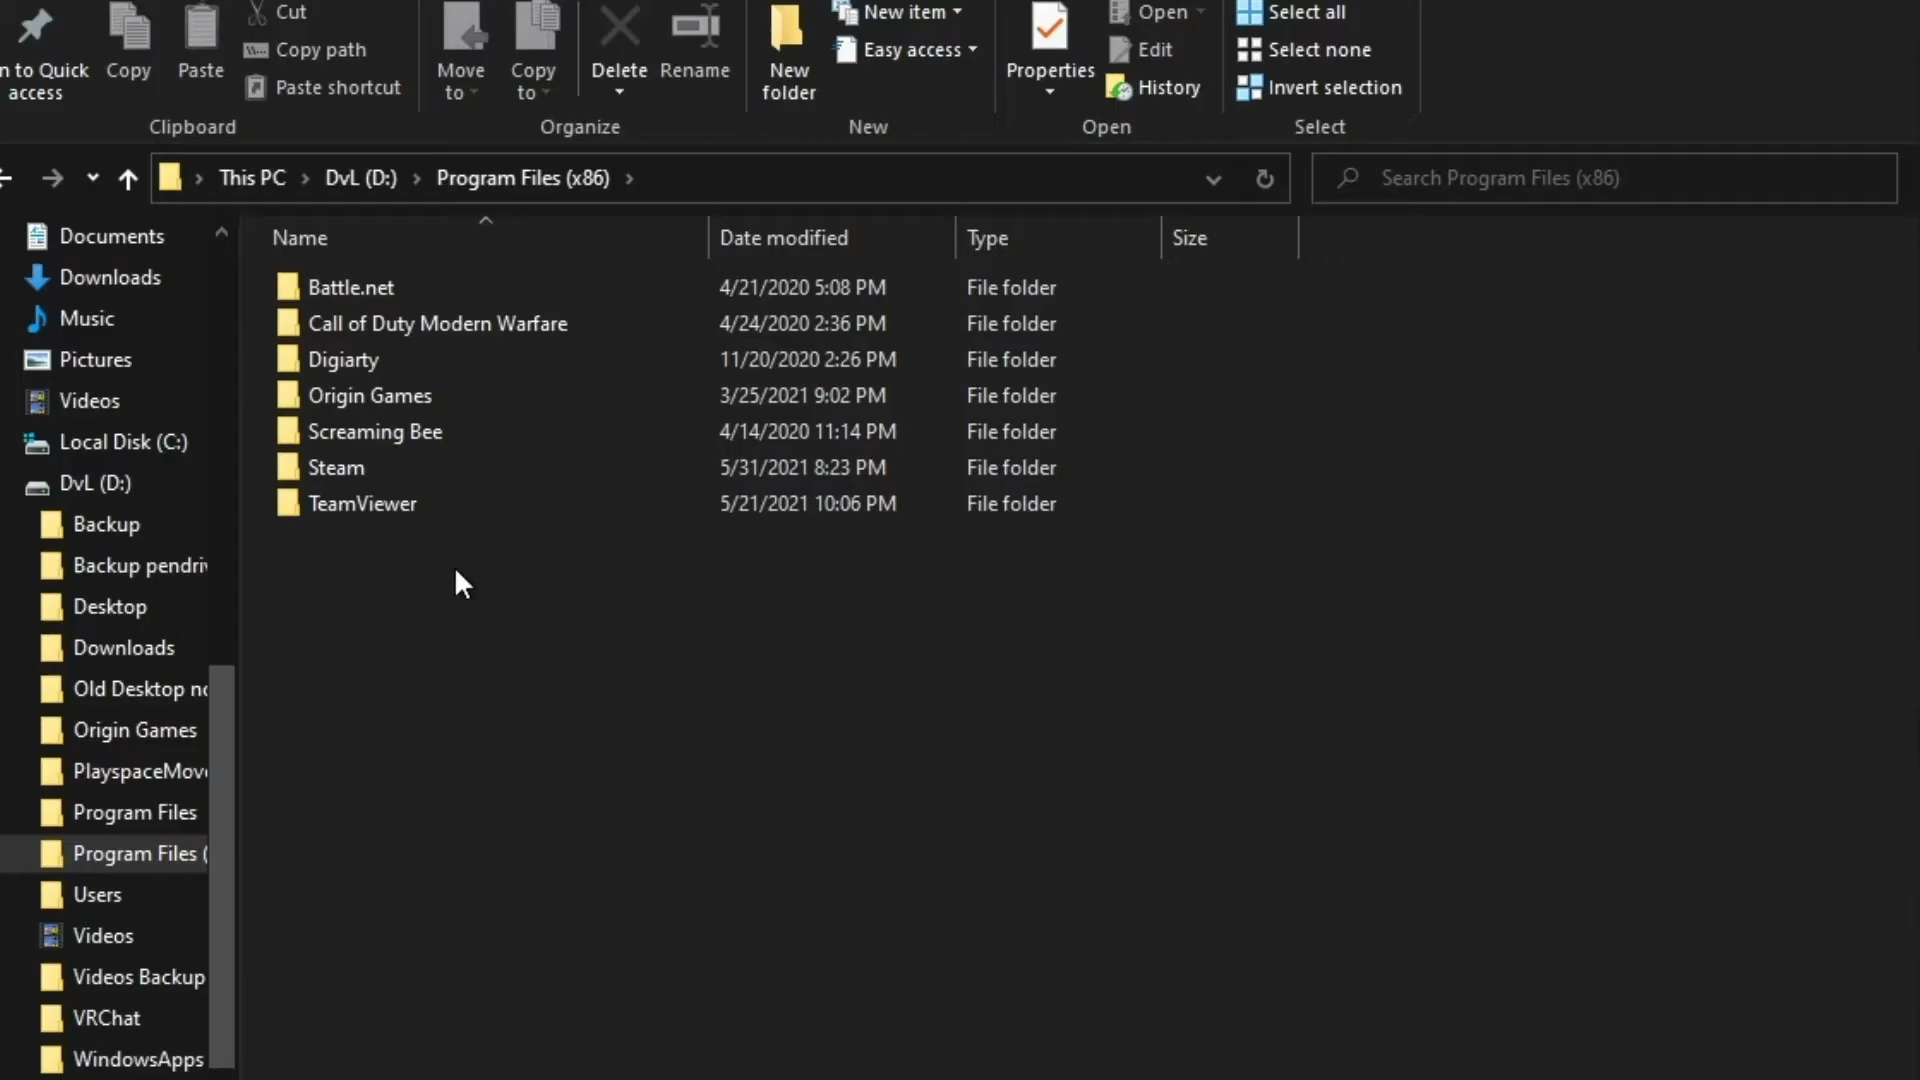 Cut
New item
Open
Select all
Copy path
Easy access
Edit
Select none
n to Quick
access
Copy
Paste
Paste shortcut
Move
to
Copy
to
Delete
Rename
New
folder
Properties
History
Invert selection
Clipboard
Organize
New
Open
Select
This PC > DvL (D:) > Program Files (x86) >
Search Program Files (x86)
Name
Date modified
Type
Size
Documents
Downloads
Music
Pictures
Videos
Local Disk (C:)
DvL (D:)
Backup
Backup pendriv
Desktop
Downloads
Old Desktop no
Origin Games
PlayspaceMov
Program Files
Program Files (
Users
Videos
Videos Backup
VRChat
WindowsApps
Battle.net 4/21/2020 5:08 PM File folder
Call of Duty Modern Warfare 4/24/2020 2:36 PM File folder
Digiarty 11/20/2020 2:26 PM File folder
Origin Games 3/25/2021 9:02 PM File folder
Screaming Bee 4/14/2020 11:14 PM File folder
Steam 5/31/2021 8:23 PM File folder
TeamViewer 5/21/2021 10:06 PM File folder